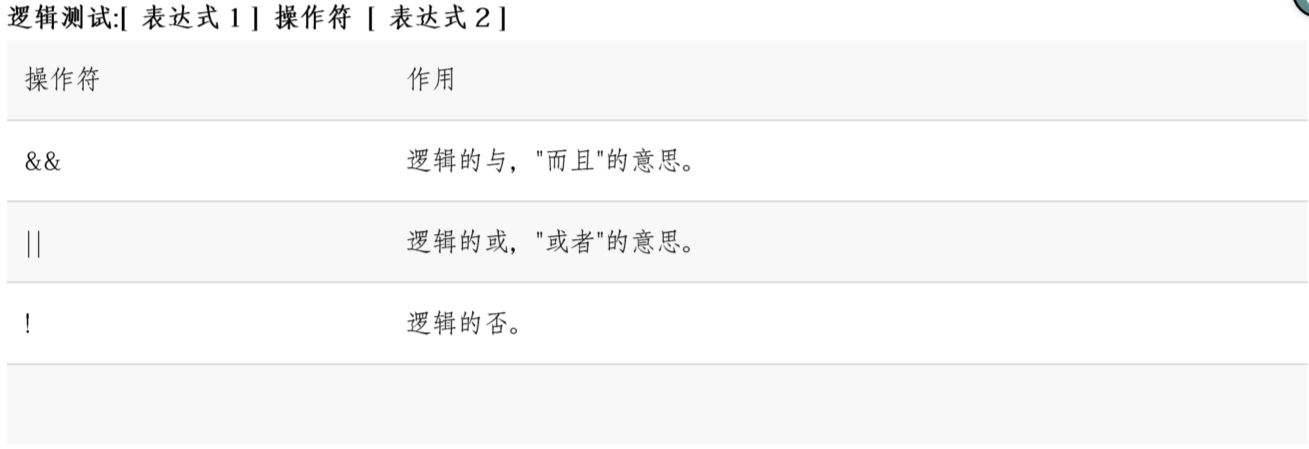 逻辑测试:[ 表达式 1 ] 操作符 [ 表达式 2 ]
操作符 作用
&& 逻辑的与，"而且"的意思。
|| 逻辑的或，"或者"的意思。
! 逻辑的否。